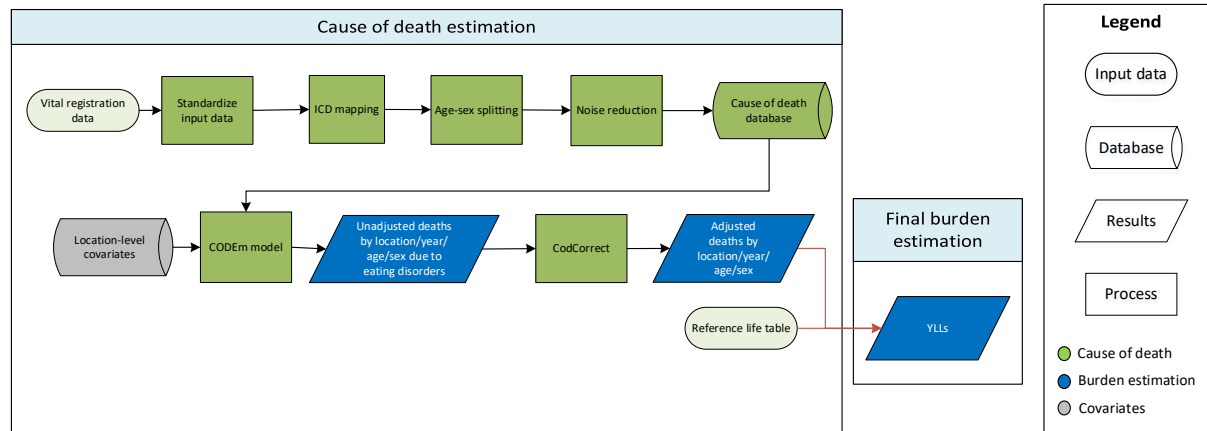 Cause of death estimation
Vital registration
data
Standardize
input data
ICD mapping
Age-sex splitting
Noise reduction
Cause of death
database
Location-level
covariates
CODEm model
Unadjusted deaths
by location/year/
age/sex due to
eating disorders
CodCorrect
Adjusted
deaths by
location/year/
age/sex
Reference life table
Final burden
estimation
YLLs
Legend
Input data
Database
Results
Process
Cause of death
Burden estimation
Covariates